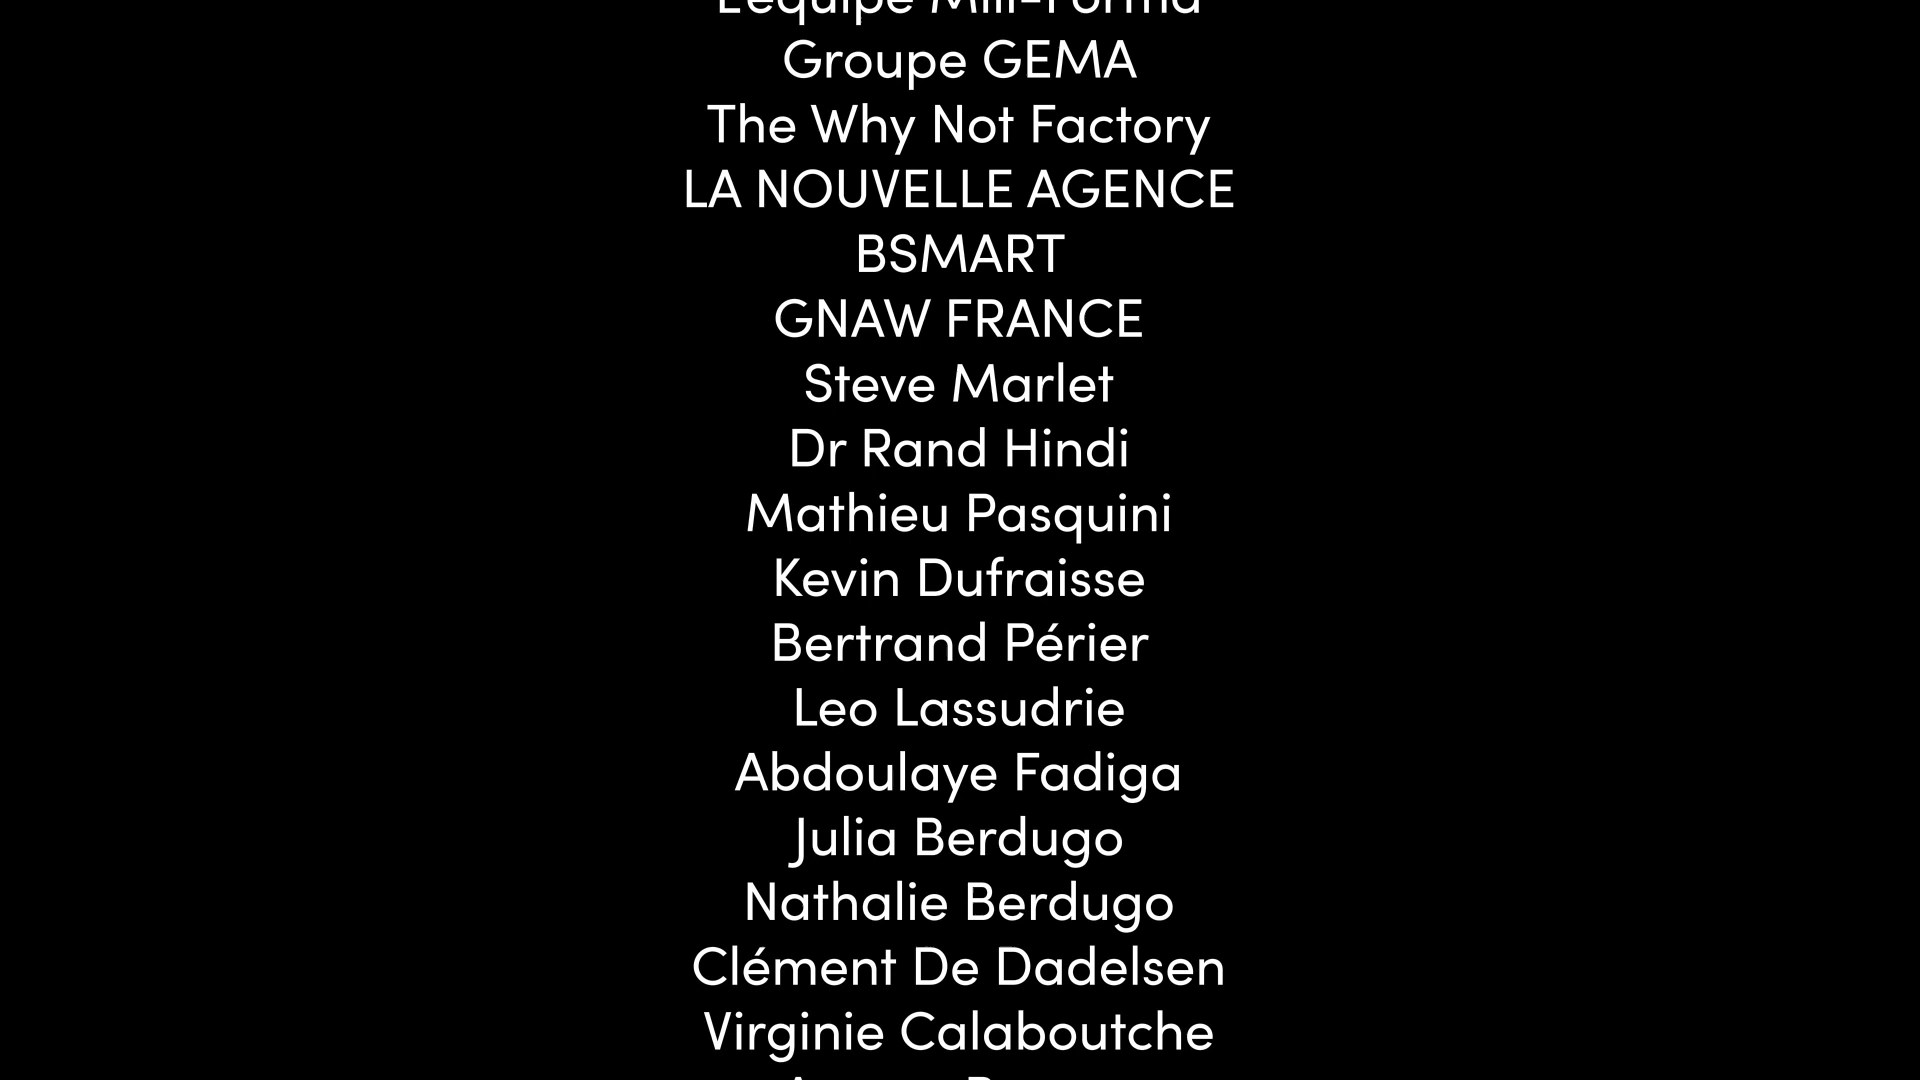 Groupe GEMA
The Why Not Factory
LA NOUVELLE AGENCE
BSMART
GNAW FRANCE
Steve Marlet
Dr Rand Hindi
Mathieu Pasquini
Kevin Dufraisse
Bertrand Périer
Leo Lassudrie
Abdoulaye Fadiga
Julia Berdugo
Nathalie Berdugo
Clément De Dadelsen
Virginie Calaboutche